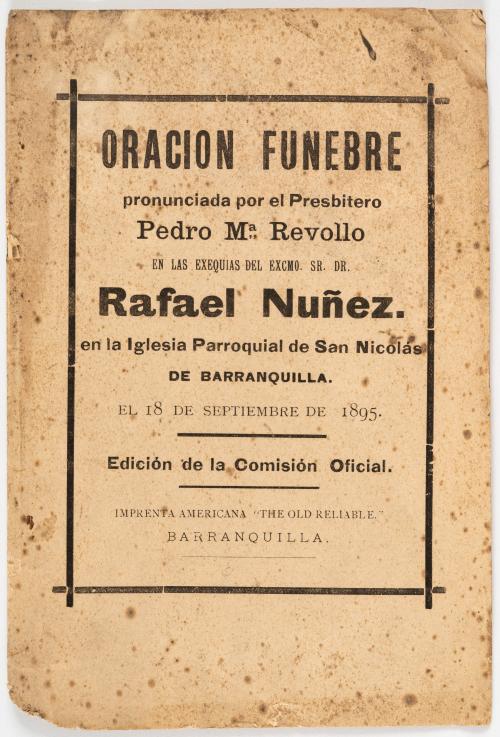 ORACION FUNEBRE
pronunciada por el Presbitero
Pedro Mª. Revollo
EN LAS EXEQUIAS DEL EXCMO. SR. DR.
Rafael Nuñez.
en la Iglesia Parroquial de San Nicolás
DE BARRANQUILLA.
EL 18 DE SEPTIEMBRE DE 1895.
Edición de la Comisión Oficial.
IMPRENTA AMERICANA "THE OLD RELIABLE."
BARRANQUILLA.